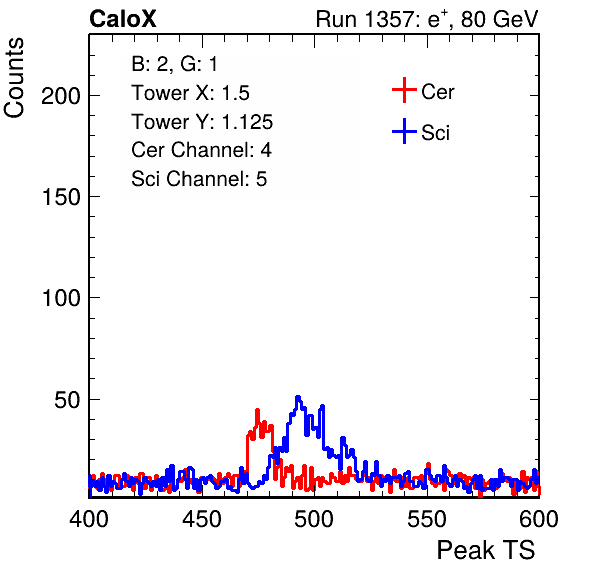 CaloX
Run 1357: e+, 80 GeV
Counts
B: 2, G: 1
Tower X: 1.5
Tower Y: 1.125
Cer Channel: 4
Sci Channel: 5
Cer
Sci
200
150
100
50
400 450 500 550 600
Peak TS